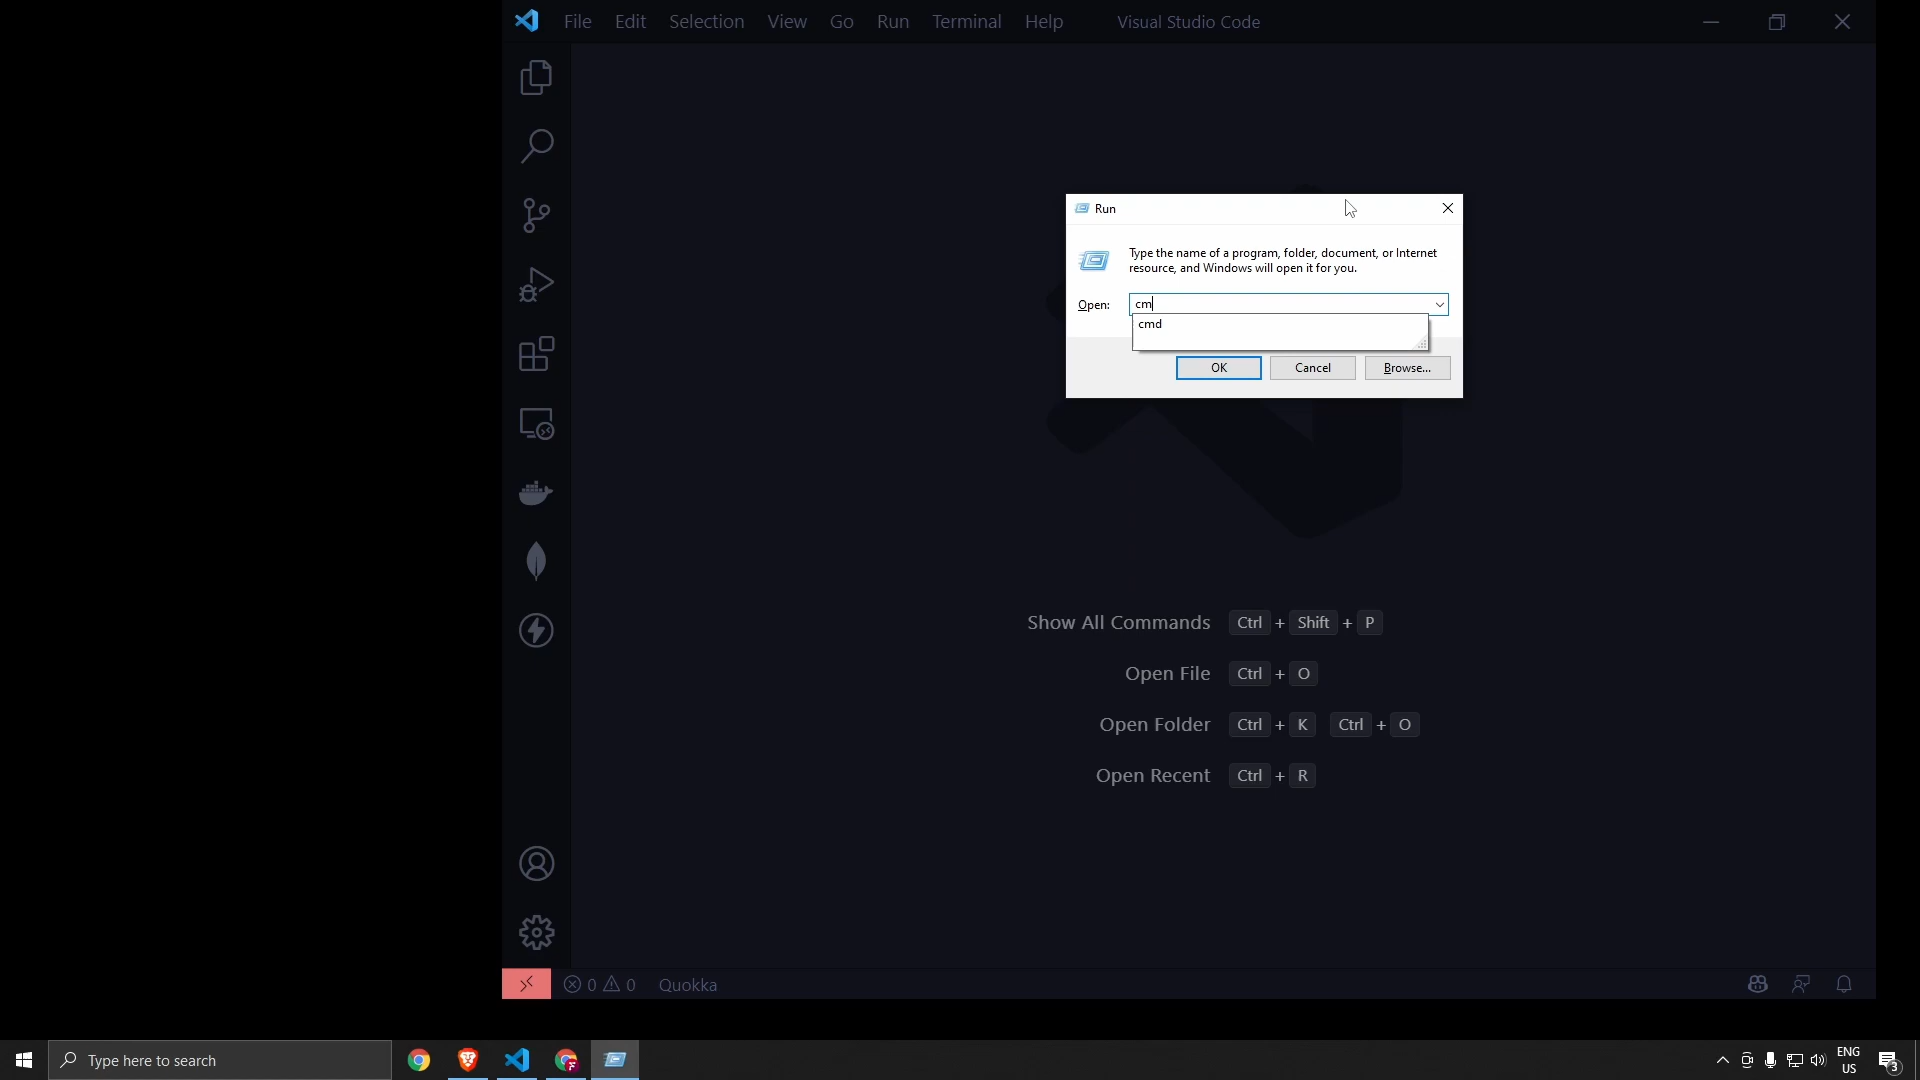 File Edit Selection View Go Run Terminal Help Visual Studio Code
Run
Type the name of a program, folder, document, or Internet
resource, and Windows will open it for you.
Open: cm
cmd
OK Cancel Browse...
Show All Commands Ctrl + Shift + P
Open File Ctrl + O
Open Folder Ctrl + K Ctrl + O
Open Recent Ctrl + R
0 0 Quokka
Type here to search
ENG
US
3